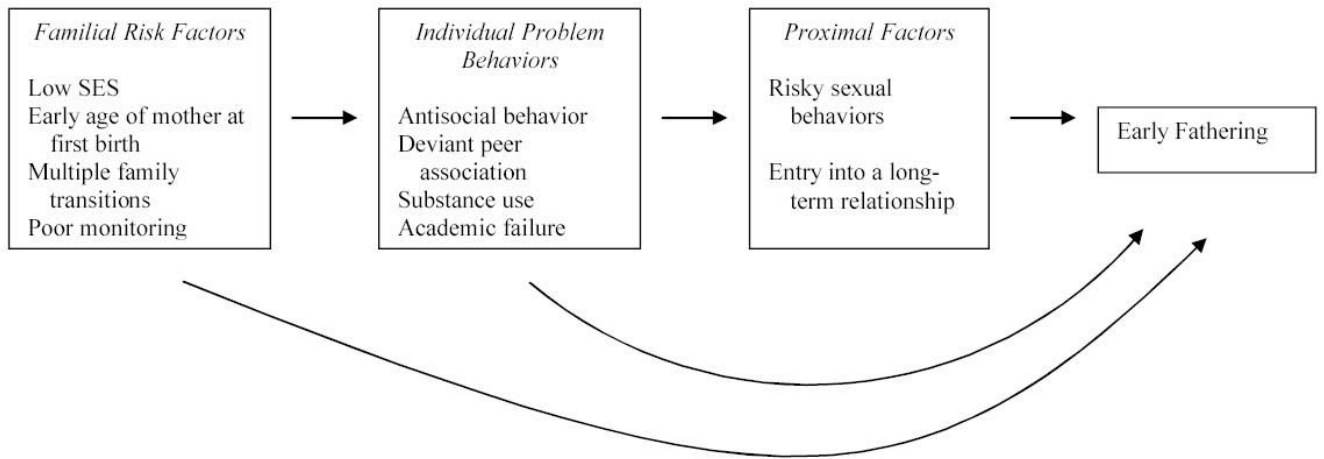 Familial Risk Factors
Low SES
Early age of mother at
first birth
Multiple family
transitions
Poor monitoring
Individual Problem
Behaviors
Antisocial behavior
Deviant peer
association
Substance use
Academic failure
Proximal Factors
Risky sexual
behaviors
Entry into a long-
term relationship
Early Fathering